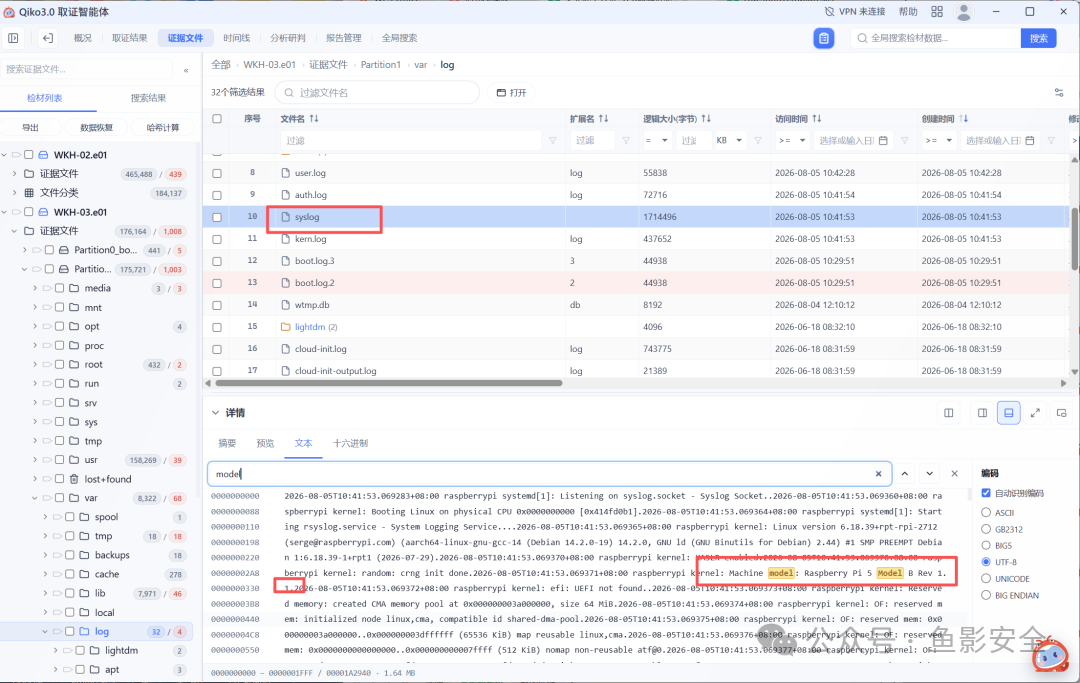 Qiko3.0 取证智能体
VPN 未连接
帮助
概况
取证结果
证据文件
时间线
分析研判
报告管理
全局搜索
全局搜索检材数据...
搜索
搜索证据文件...
«
检材列表
搜索结果
导出
数据恢复
哈希计算
WKH-02.e01
证据文件 465,488 / 439
文件分类 184,137
WKH-03.e01
证据文件 176,164 / 1,008
Partition0_bo... 441 / 5
Partitio... 175,721 / 1,003
media 3 / 3
mnt
opt 4
proc
root 432 / 2
run 2
srv
sys
tmp
usr 158,269 / 39
lost+found
var 8,322 / 68
spool 1
tmp 18 / 18
backups 18
cache 278
lib 7,971 / 46
local
log 32 / 4
lightdm 2
apt 3
全部 · WKH-03.e01 · 证据文件 · Partition1 · var · log
32个筛选结果
过滤文件名
打开
序号 文件名 扩展名 逻辑大小(字节) 访问时间 创建时间
过滤 过滤 = KB >= 选择或输入日 >= 选择或输入日
8 user.log log 55838 2026-08-05 10:42:28 2026-08-05 10:42:28
9 auth.log log 72716 2026-08-05 10:41:54 2026-08-05 10:41:54
10 syslog 1714496 2026-08-05 10:41:53 2026-08-05 10:41:53
11 kern.log log 437652 2026-08-05 10:41:53 2026-08-05 10:41:53
12 boot.log.3 3 44938 2026-08-05 10:29:51 2026-08-05 10:29:51
13 boot.log.2 2 44938 2026-08-05 10:29:51 2026-08-05 10:29:51
14 wtmp.db db 8192 2026-08-04 12:10:12 2026-08-04 12:10:12
15 lightdm (2) 4096 2026-06-18 08:32:10 2026-06-18 08:32:10
16 cloud-init.log log 743775 2026-06-18 08:31:59 2026-06-18 08:31:59
17 cloud-init-output.log log 21389 2026-06-18 08:31:59 2026-06-18 08:31:59
详情
摘要
预览
文本
十六进制
model
0000000000 2026-08-05T10:41:53.069283+08:00 raspberrypi systemd[1]: Listening on syslog.socket - Syslog Socket..2026-08-05T10:41:53.069360+08:00 ra
0000000088 spberrypi kernel: Booting Linux on physical CPU 0x0000000000 [0x414fd0b1].2026-08-05T10:41:53.069364+08:00 raspberrypi systemd[1]: Start
0000000110 ing rsyslog.service - System Logging Service....2026-08-05T10:41:53.069365+08:00 raspberrypi kernel: Linux version 6.18.39+rpt-rpi-2712
0000000198 (serge@raspberrypi.com) (aarch64-linux-gnu-gcc-14 (Debian 14.2.0-19) 14.2.0, GNU ld (GNU Binutils for Debian) 2.44) #1 SMP PREEMPT Debia
0000000220 n 1:6.18.39-1+rpt1 (2026-07-29).2026-08-05T10:41:53.069370+08:00 raspberrypi kernel: KASLR enabled.2026-08-05T10:41:53.069370+08:00 rasp
00000002A8 berrypi kernel: random: crng init done.2026-08-05T10:41:53.069371+08:00 raspberrypi kernel: Machine model: Raspberry Pi 5 Model B Rev 1.
0000000330 1.2026-08-05T10:41:53.069372+08:00 raspberrypi kernel: efi: UEFI not found..2026-08-05T10:41:53.069373+08:00 raspberrypi kernel: Reserve
00000003B8 d memory: created CMA memory pool at 0x000000003a000000, size 64 MiB.2026-08-05T10:41:53.069374+08:00 raspberrypi kernel: OF: reserved m
0000000440 em: initialized node linux,cma, compatible id shared-dma-pool.2026-08-05T10:41:53.069375+08:00 raspberrypi kernel: OF: reserved mem: 0x0
00000004C8 00000003a000000..0x000000003dffffff (65536 KiB) map reusable linux,cma.2026-08-05T10:41:53.069376+08:00 raspberrypi kernel: OF: reserved
0000000550 mem: 0x0000000000000000..0x000000000007ffff (512 KiB) nomap non-reusable atf@0.2026-08-05T10:41:53.069377+08:00 raspberrypi kernel: OF:
0000000000 - 0000001FFF / 00001A2940 · 1.64 MB
编码
自动识别编码
ASCII
GB2312
BIG5
UTF-8
UNICODE
BIG ENDIAN
公众号 · 鱼影安全